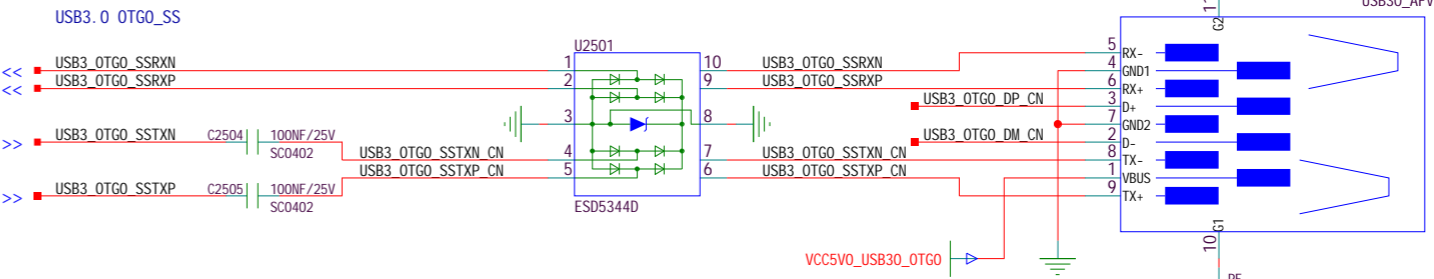 USB3.0 OTG0_SS
USB30_AFV
11
G2
U2501
<< USB3_OTG0_SSRXN 1 10 USB3_OTG0_SSRXN 5 RX-
4 GND1
<< USB3_OTG0_SSRXP 2 9 USB3_OTG0_SSRXP 6 RX+
USB3_OTG0_DP_CN 3 D+
3 8 7 GND2
>> USB3_OTG0_SSTXN C2504 100NF/25V USB3_OTG0_DM_CN 2 D-
SC0402 USB3_OTG0_SSTXN_CN 4 7 USB3_OTG0_SSTXN_CN 8 TX-
USB3_OTG0_SSTXP_CN 5 6 USB3_OTG0_SSTXP_CN 1 VBUS
>> USB3_OTG0_SSTXP C2505 100NF/25V 9 TX+
SC0402
ESD5344D
G1
10
VCC5V0_USB30_OTG0